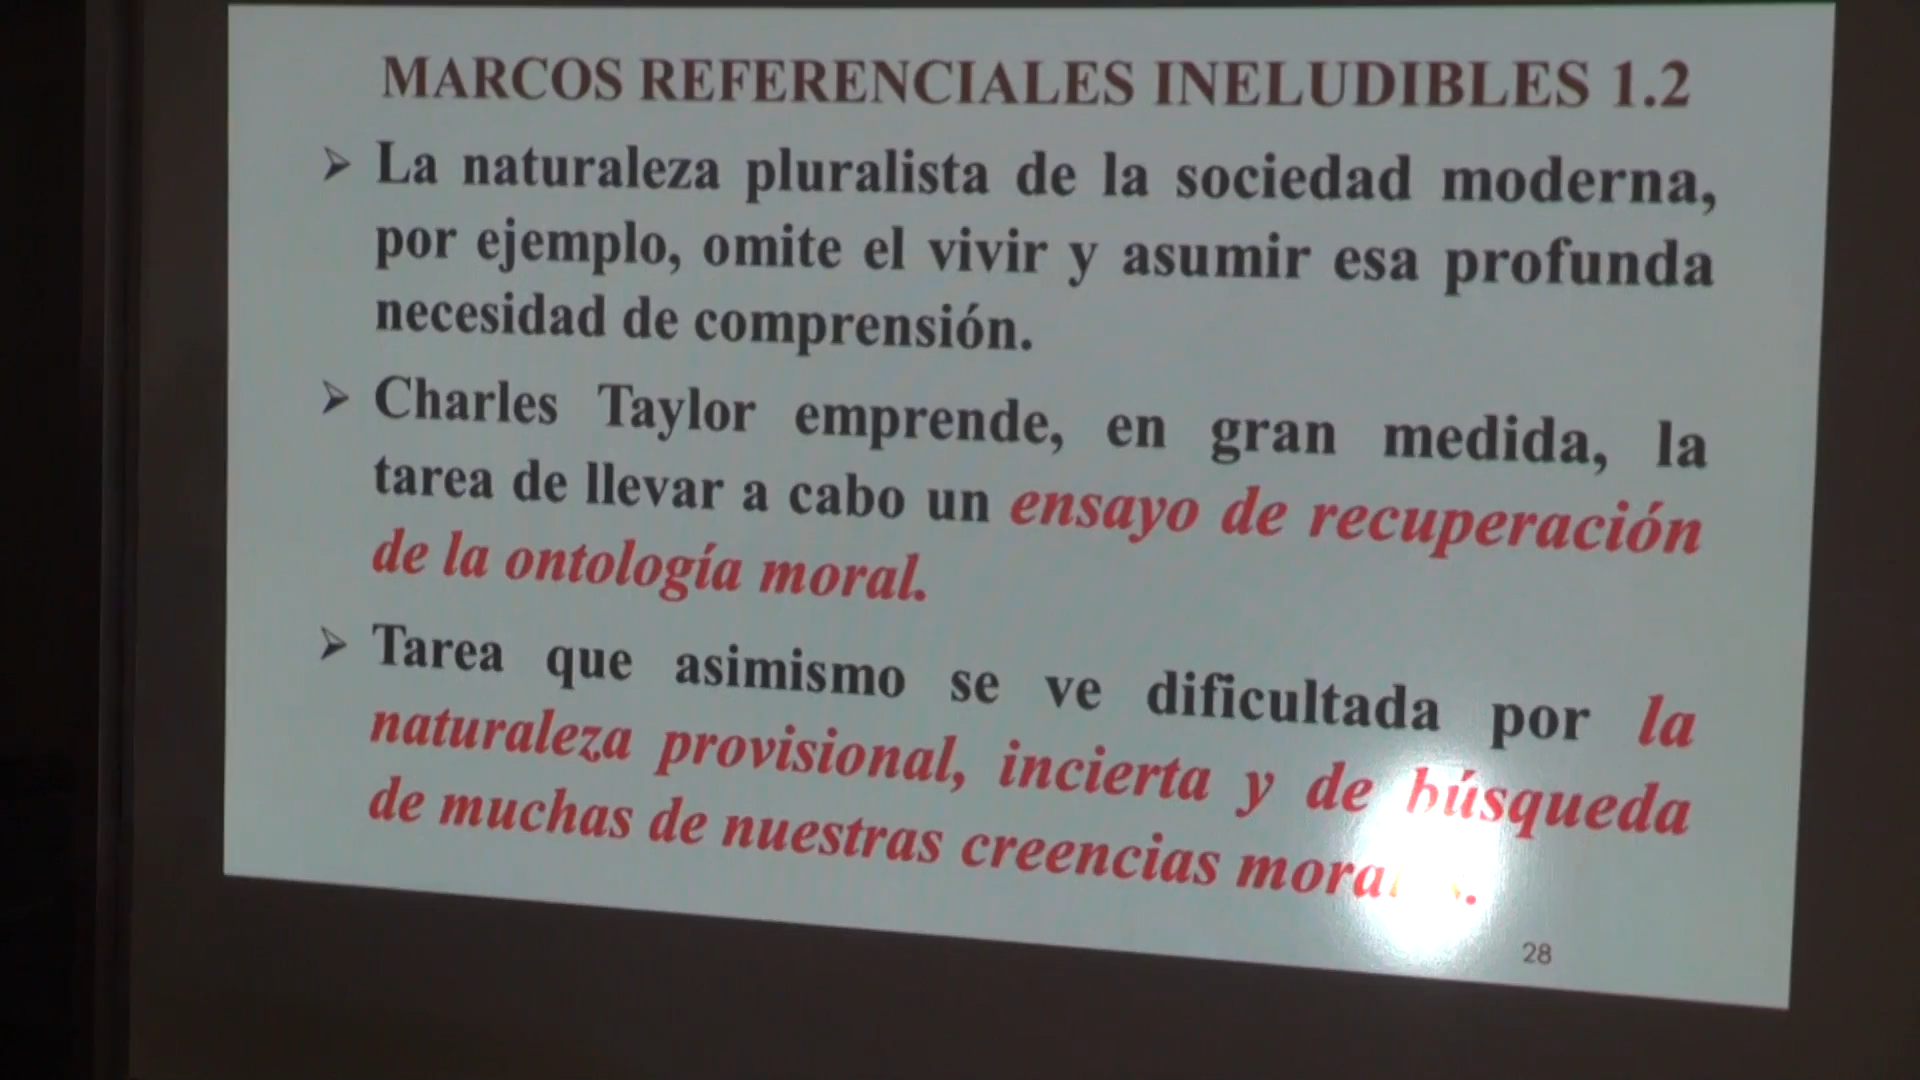 MARCOS REFERENCIALES INELUDIBLES 1.2
➢ La naturaleza pluralista de la sociedad moderna,
por ejemplo, omite el vivir y asumir esa profunda
necesidad de comprensión.
➢ Charles Taylor emprende, en gran medida, la
tarea de llevar a cabo un ensayo de recuperación
de la ontología moral.
➢ Tarea que asimismo se ve dificultada por la
naturaleza provisional, incierta y de búsqueda
de muchas de nuestras creencias
28